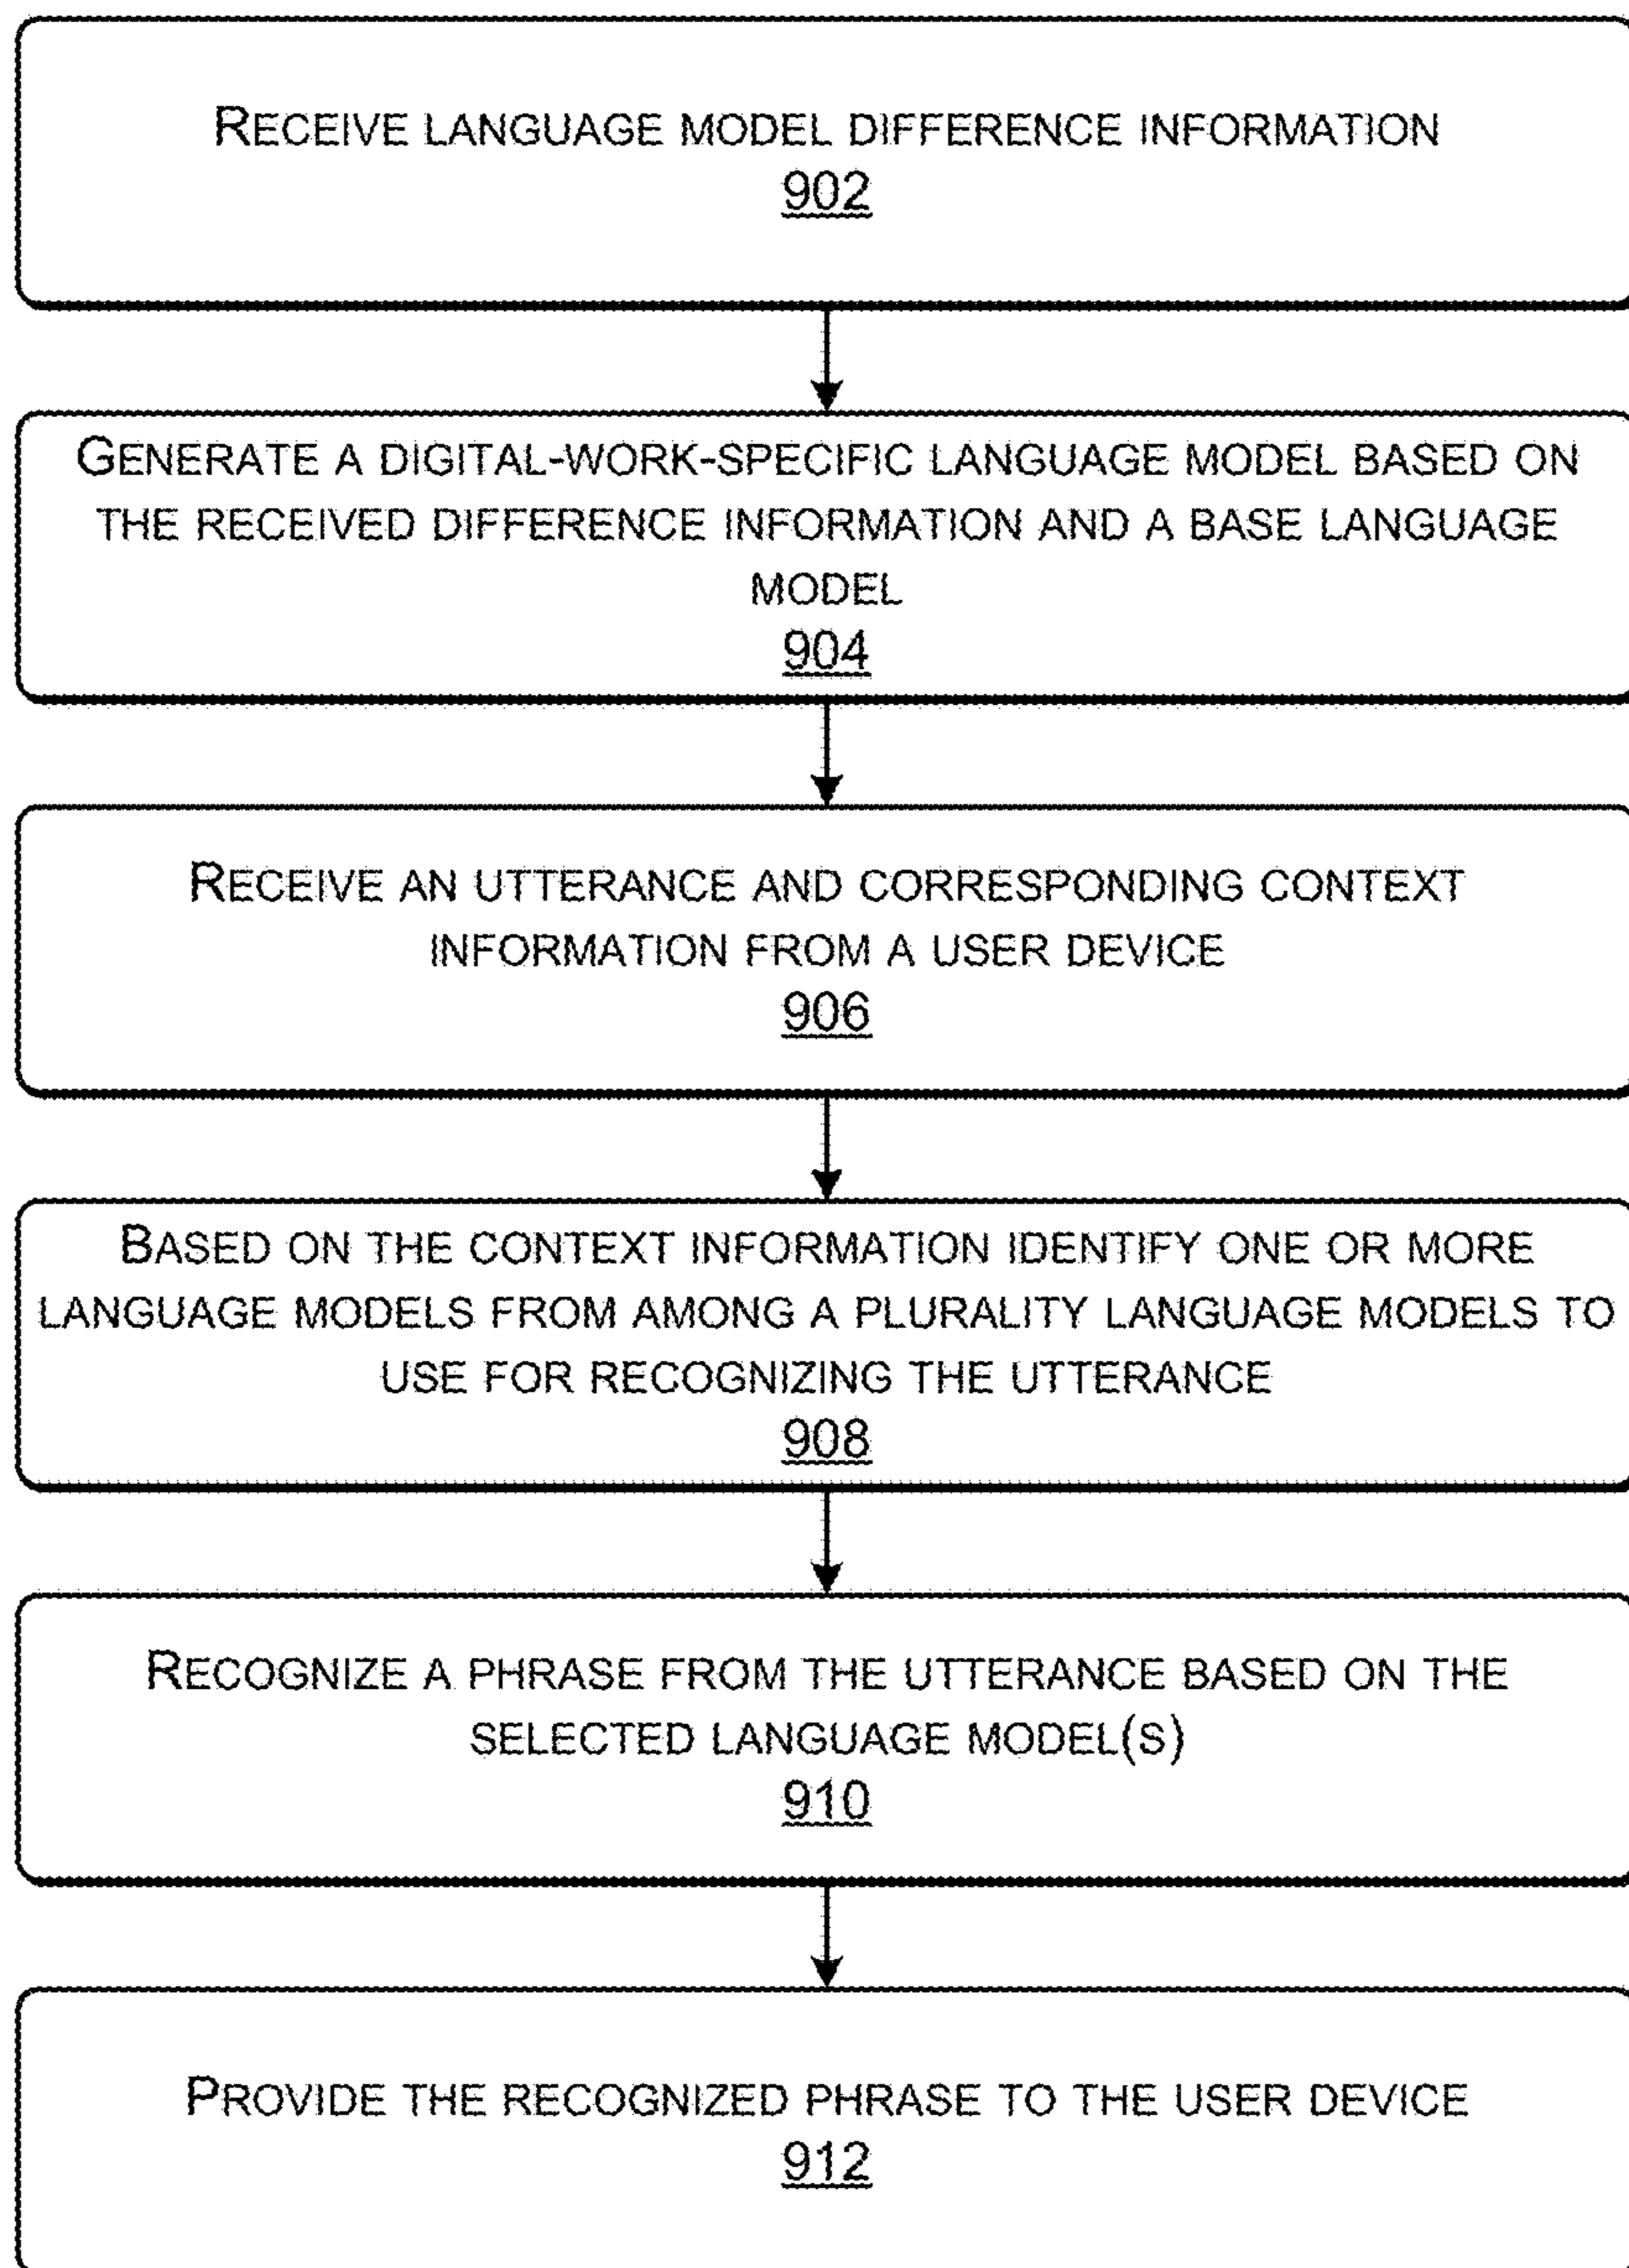 RECEIVE LANGUAGE MODEL DIFFERENCE INFORMATION
902
GENERATE A DIGITAL-WORK-SPECIFIC LANGUAGE MODEL BASED ON
THE RECEIVED DIFFERENCE INFORMATION AND A BASE LANGUAGE
MODEL
904
RECEIVE AN UTTERANCE AND CORRESPONDING CONTEXT
INFORMATION FROM A USER DEVICE
906
BASED ON THE CONTEXT INFORMATION IDENTIFY ONE OR MORE
LANGUAGE MODELS FROM AMONG A PLURALITY LANGUAGE MODELS TO
USE FOR RECOGNIZING THE UTTERANCE
908
RECOGNIZE A PHRASE FROM THE UTTERANCE BASED ON THE
SELECTED LANGUAGE MODEL(S)
910
PROVIDE THE RECOGNIZED PHRASE TO THE USER DEVICE
912